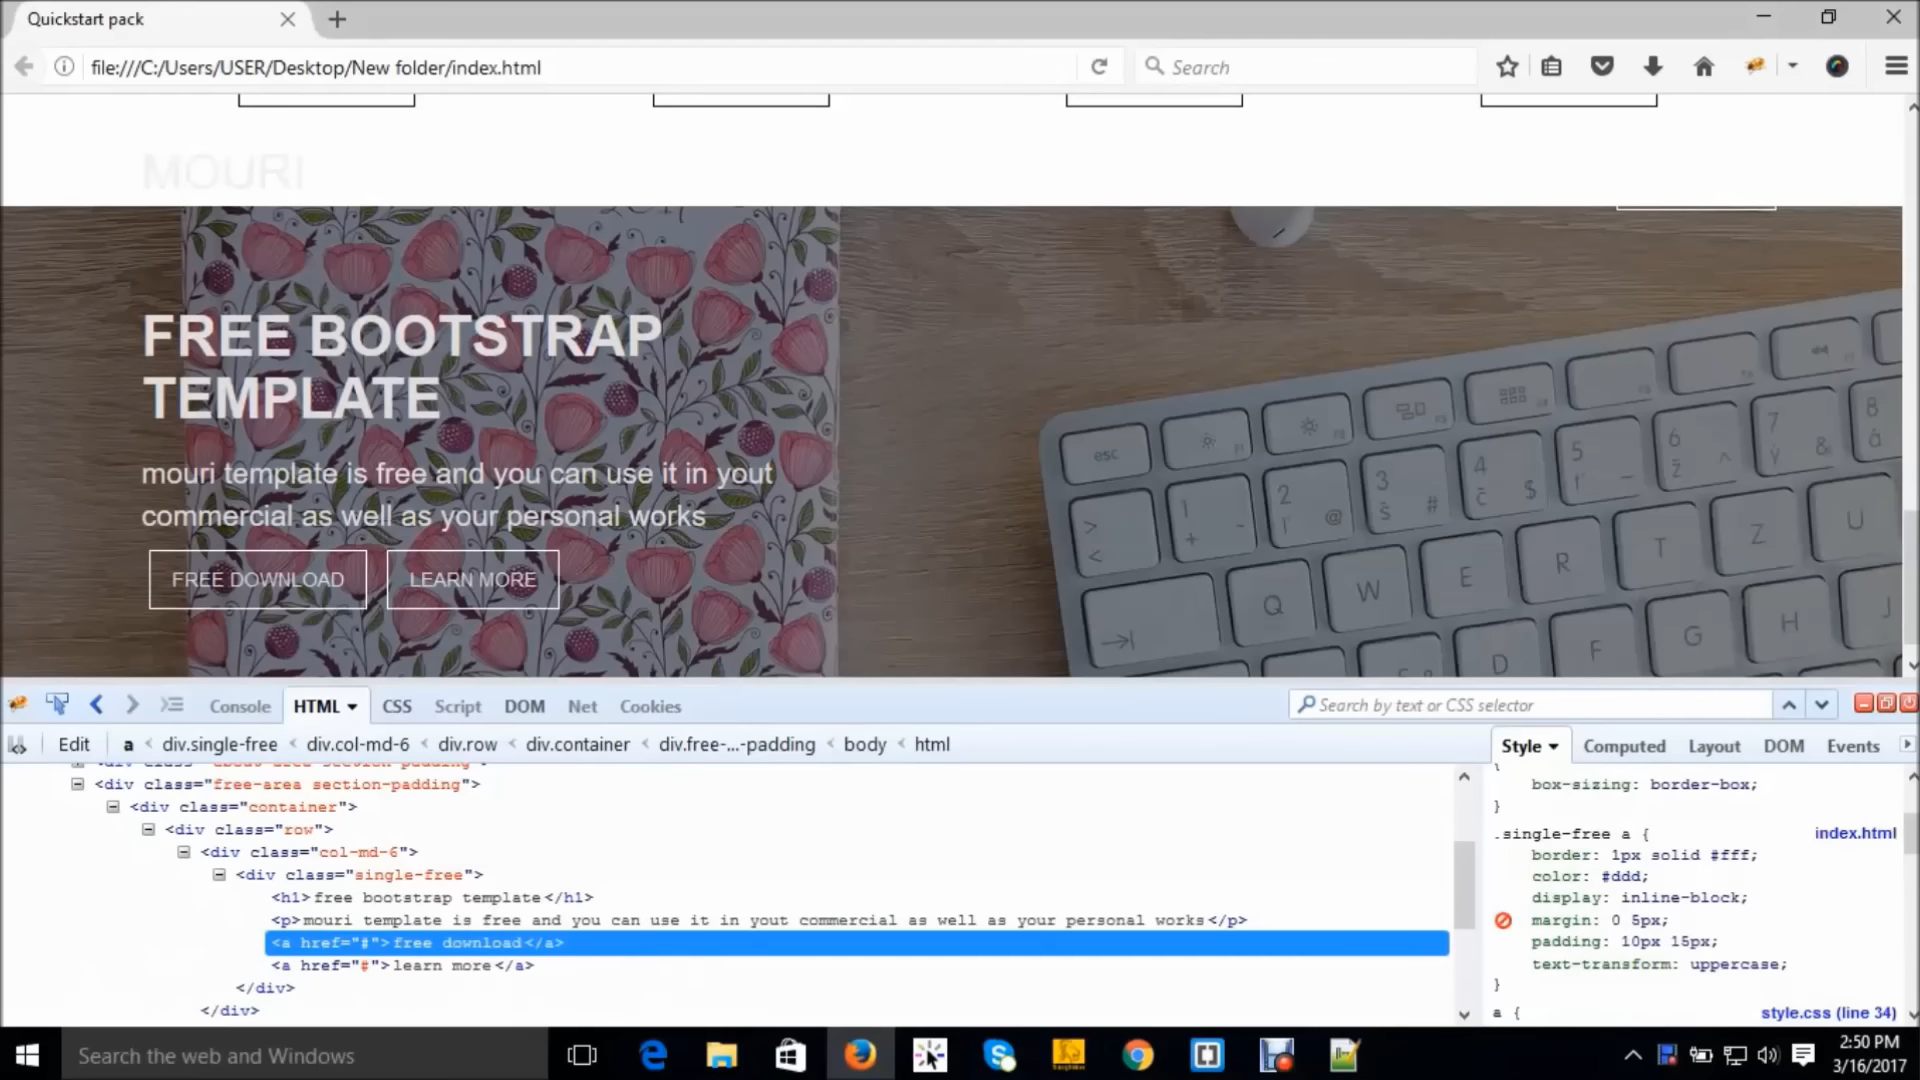 Quickstart pack
file:///C:/Users/USER/Desktop/New folder/index.html
Search
MOURI
FREE BOOTSTRAP
TEMPLATE
mouri template is free and you can use it in yout
commercial as well as your personal works
FREE DOWNLOAD
LEARN MORE
esc
Q W E R T Z U
D F G H J
Console HTML CSS Script DOM Net Cookies
Search by text or CSS selector
Edit a < div.single-free < div.col-md-6 < div.row < div.container < div.free-...-padding < body < html
Style Computed Layout DOM Events
<div class="about-area section-padding">
<div class="free-area section-padding">
<div class="container">
<div class="row">
<div class="col-md-6">
<div class="single-free">
<h1>free bootstrap template</h1>
<p>mouri template is free and you can use it in yout commercial as well as your personal works</p>
<a href="#">free download</a>
<a href="#">learn more</a>
</div>
</div>
box-sizing: border-box;
}
.single-free a { index.html
border: 1px solid #fff;
color: #ddd;
display: inline-block;
margin: 0 5px;
padding: 10px 15px;
text-transform: uppercase;
}
a { style.css (line 34)
Search the web and Windows
2:50 PM
3/16/2017